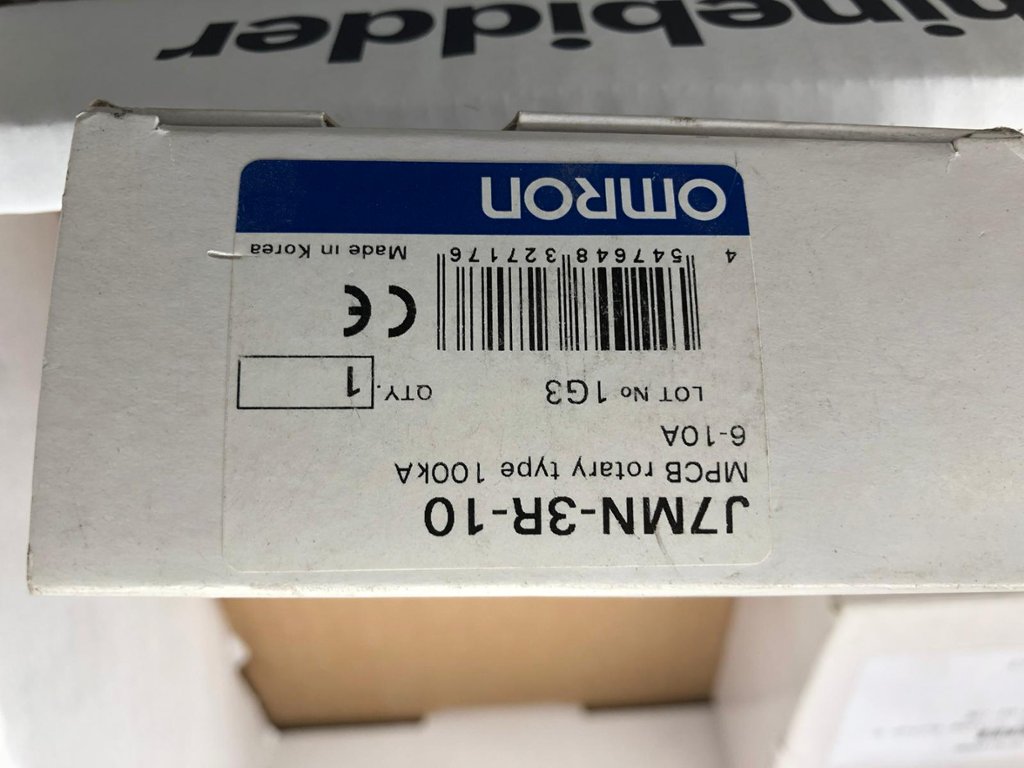 J7MN-3R-10
MPCB rotary type 100kA
6-10A
LOT No 1G3
QTY. 1
CE
4 547648 327176
Made in Korea
OMRON